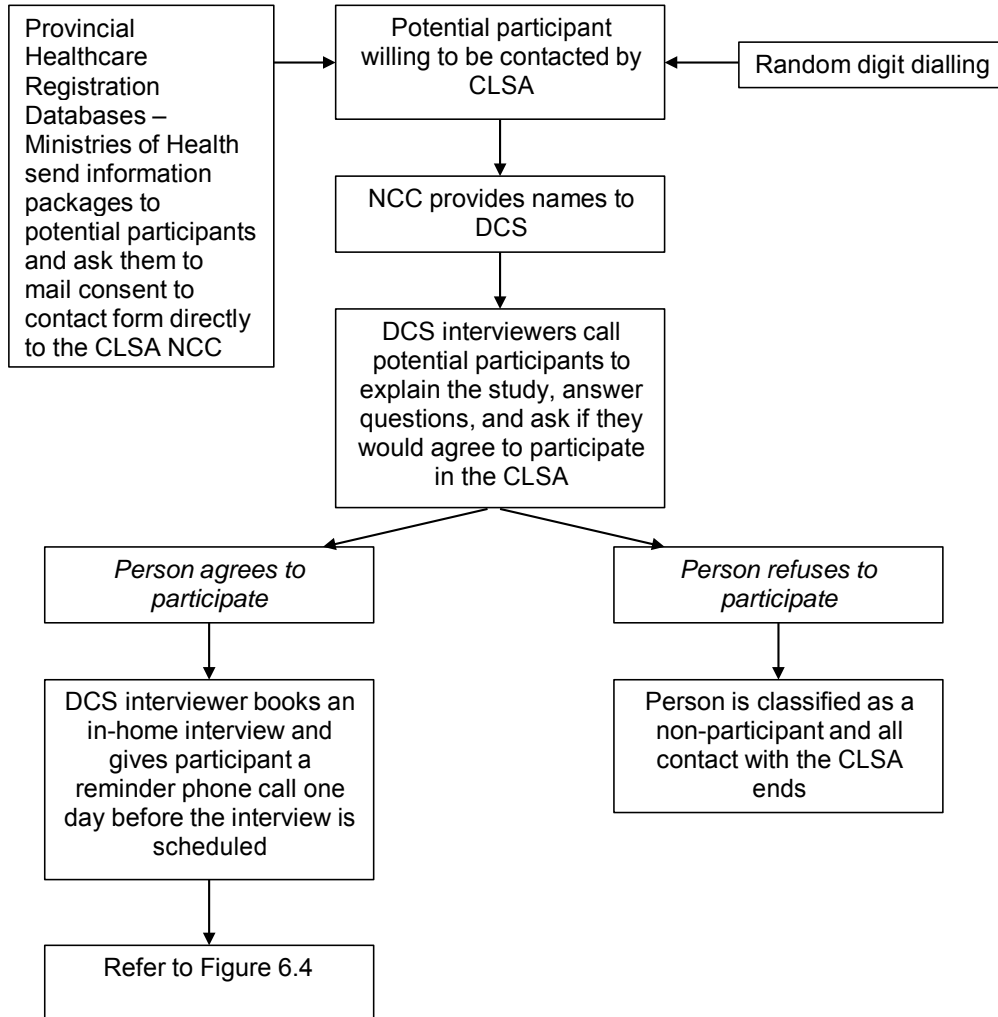 Provincial
Healthcare
Registration
Databases –
Ministries of Health
send information
packages to
potential participants
and ask them to
mail consent to
contact form directly
to the CLSA NCC
Potential participant
willing to be contacted by
CLSA
Random digit dialling
NCC provides names to
DCS
DCS interviewers call
potential participants to
explain the study, answer
questions, and ask if they
would agree to participate
in the CLSA
Person agrees to
participate
Person refuses to
participate
DCS interviewer books an
in-home interview and
gives participant a
reminder phone call one
day before the interview is
scheduled
Person is classified as a
non-participant and all
contact with the CLSA
ends
Refer to Figure 6.4